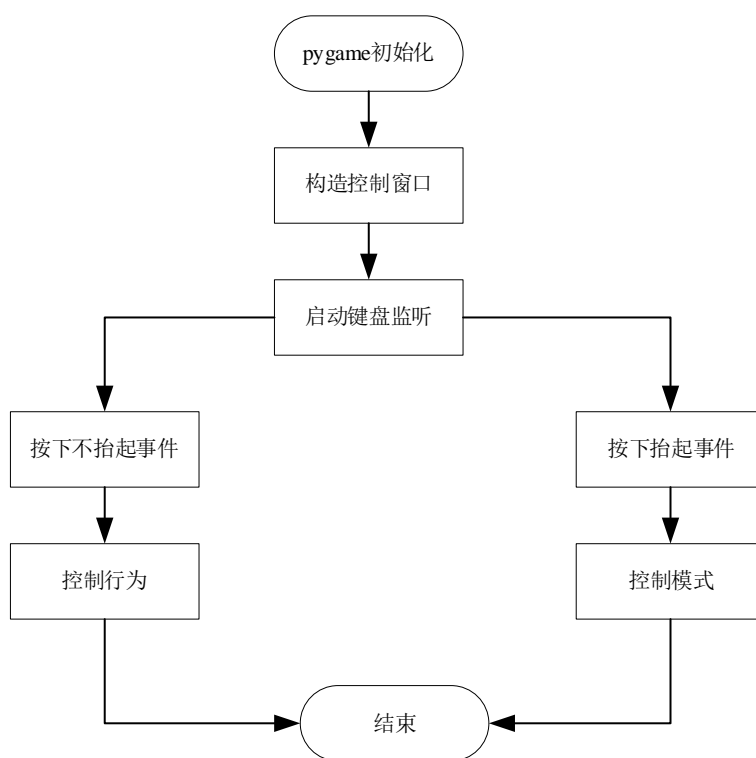 pygame初始化
构造控制窗口
启动键盘监听
按下不抬起事件
按下抬起事件
控制行为
控制模式
结束